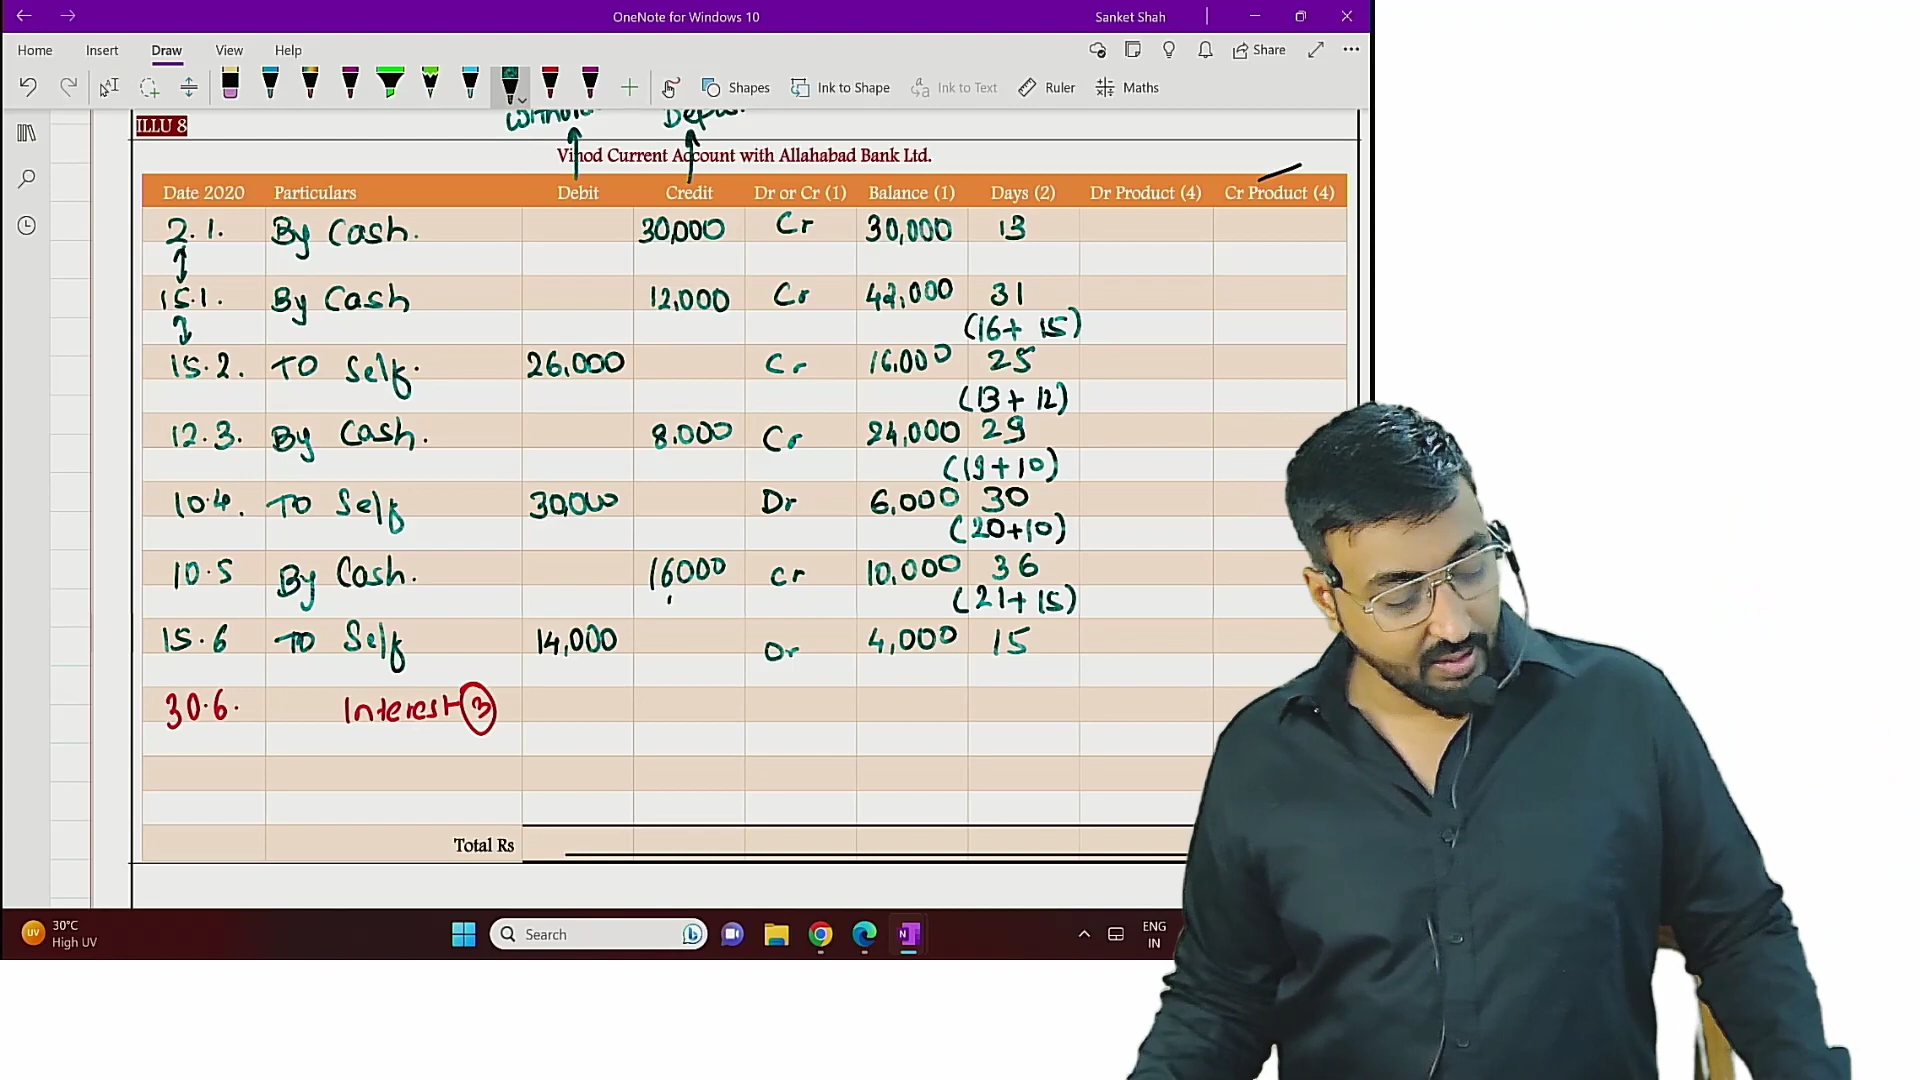 OneNote for Windows 10
Sanket Shah
Home Insert Draw View Help
Share
Shapes Ink to Shape Ink to Text Ruler Maths
ILLU 8
Vinod Current Account with Allahabad Bank Ltd.
Date 2020 Particulars Debit Credit Dr or Cr (1) Balance (1) Days (2) Dr Product (4) Cr Product (4)
2.1. By Cash. 30,000 Cr 30,000 13
15.1. By Cash 12,000 Cr 42,000 31
(16+ 15)
15.2. TO Self. 26,000 Cr 16,000 25
(13 + 12)
12.3. By Cash. 8,000 Cr 24,000 29
(19+10)
10.4. TO Self 30,000 Dr 6,000 30
(20+10)
10.5 By Cash. 16,000 Cr 10,000 36
(21+ 15)
15.6 TO Self 14,000 Dr 4,000 15
30.6. Interest 3
Total Rs
UV 30°C
High UV
Search
ENG
IN